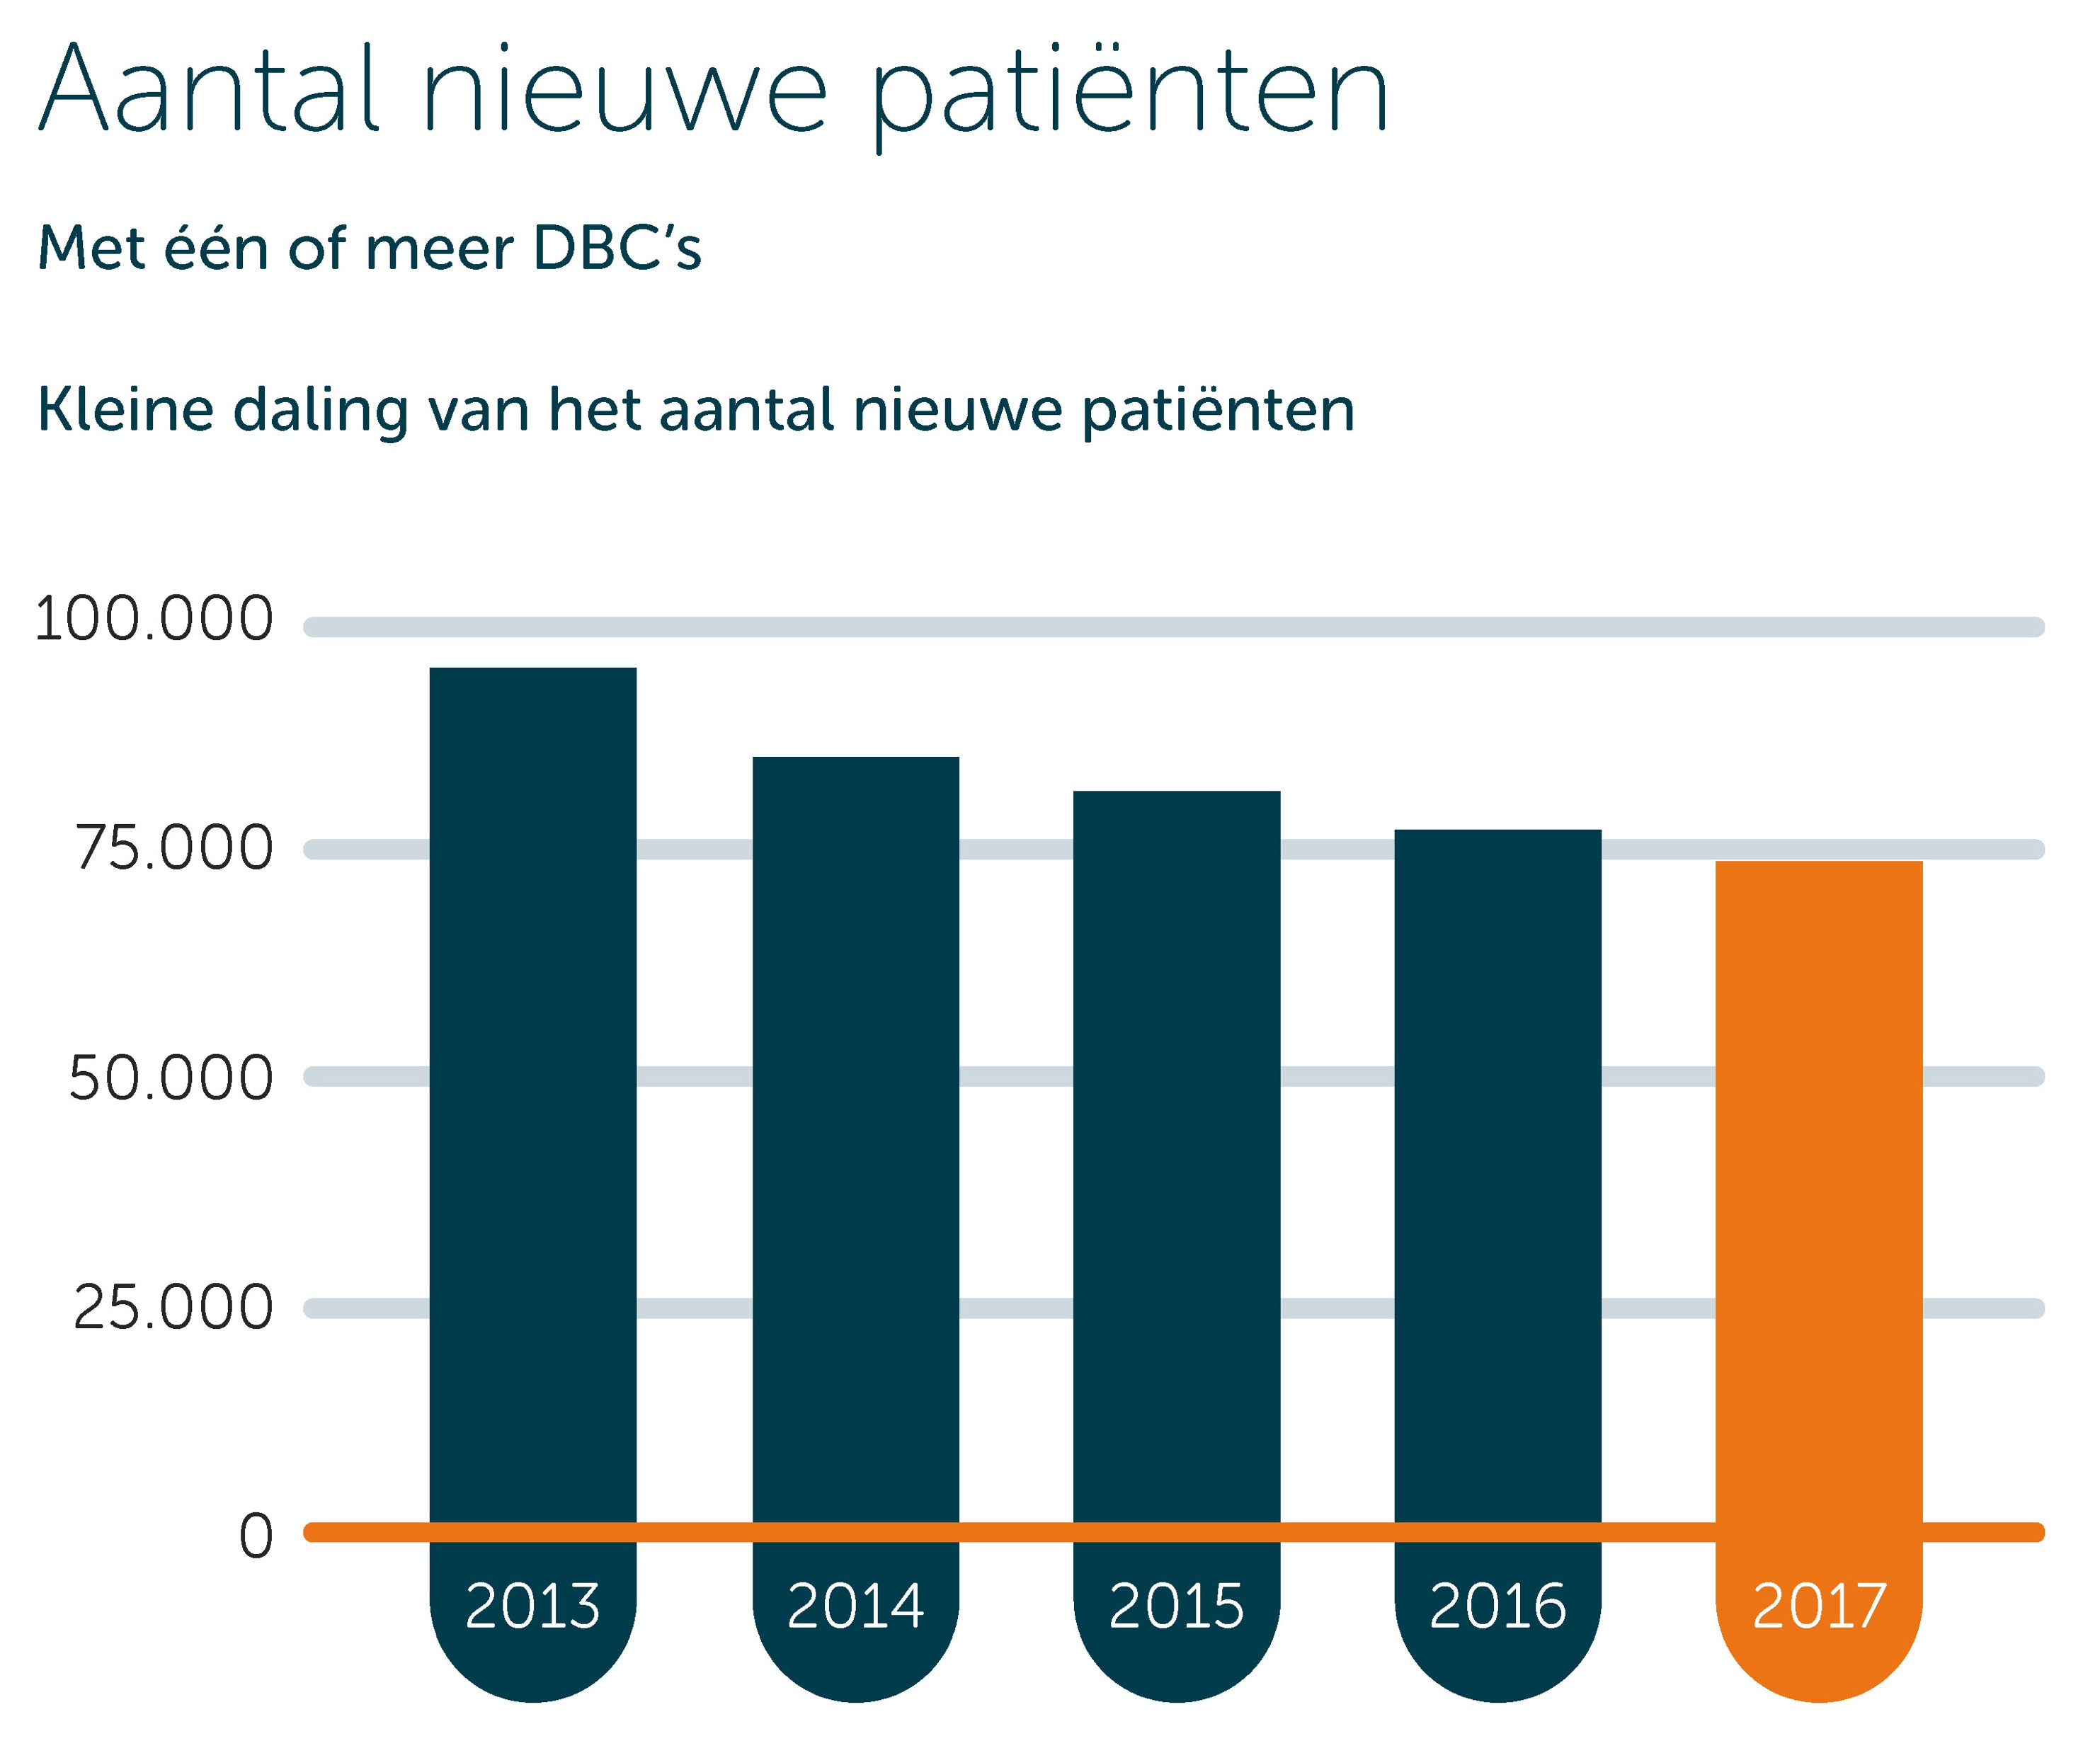 Aantal nieuwe patiënten
Met één of meer DBC's
Kleine daling van het aantal nieuwe patiënten
100.000
75.000
50.000
25.000
0
2013 2014 2015 2016 2017